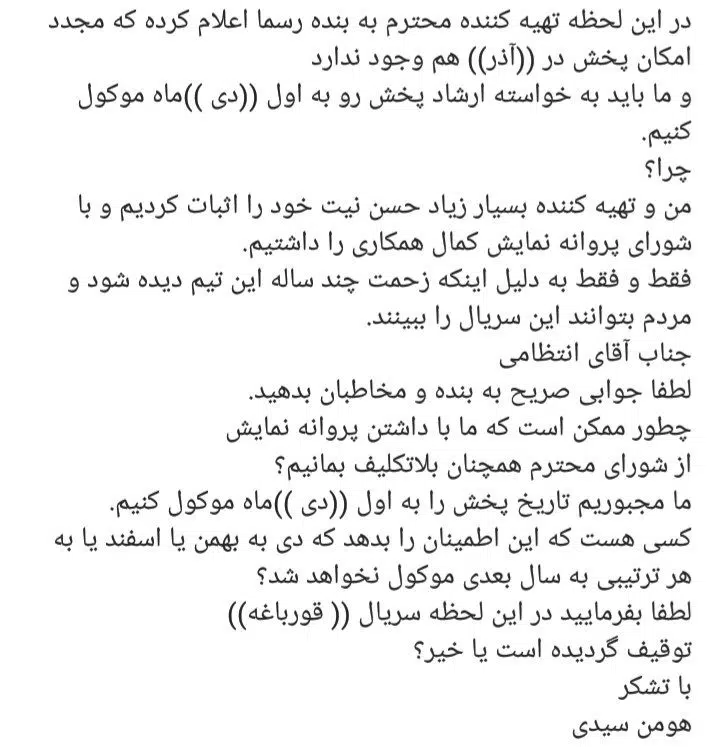 در این لحظه تهیه کننده محترم به بنده رسما اعلام کرده که مجدد
امکان پخش در ((آذر)) هم وجود ندارد
و ما باید به خواسته ارشاد پخش رو به اول ((دی ))ماه موکول
کنیم.
چرا؟
من و تهیه کننده بسیار زیاد حسن نیت خود را اثبات کردیم و با
شورای پروانه نمایش کمال همکاری را داشتیم.
فقط و فقط به دلیل اینکه زحمت چند ساله این تیم دیده شود و
مردم بتوانند این سریال را ببینند.
جناب آقای انتظامی
لطفا جوابی صریح به بنده و مخاطبان بدهید.
چطور ممکن است که ما با داشتن پروانه نمایش
از شورای محترم همچنان بلاتکلیف بمانیم؟
ما مجبوریم تاریخ پخش را به اول ((دی ))ماه موکول کنیم.
کسی هست که این اطمینان را بدهد که دی به بهمن یا اسفند یا به
هر ترتیبی به سال بعدی موکول نخواهد شد؟
لطفا بفرمایید در این لحظه سریال (( قورباغه))
توقیف گردیده است یا خیر؟
با تشکر
هومن سیدی